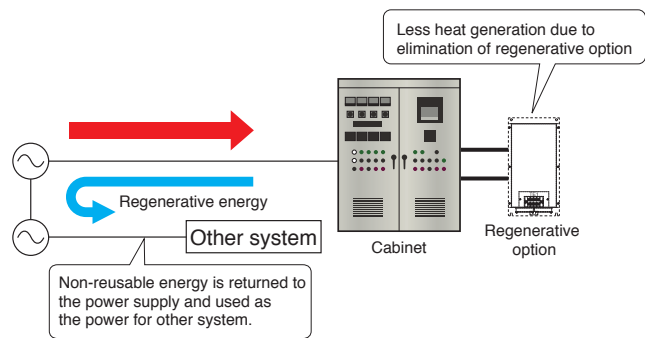 Less heat generation due to
elimination of regenerative option
Regenerative energy
Other system
Cabinet
Regenerative
option
Non-reusable energy is returned to
the power supply and used as
the power for other system.